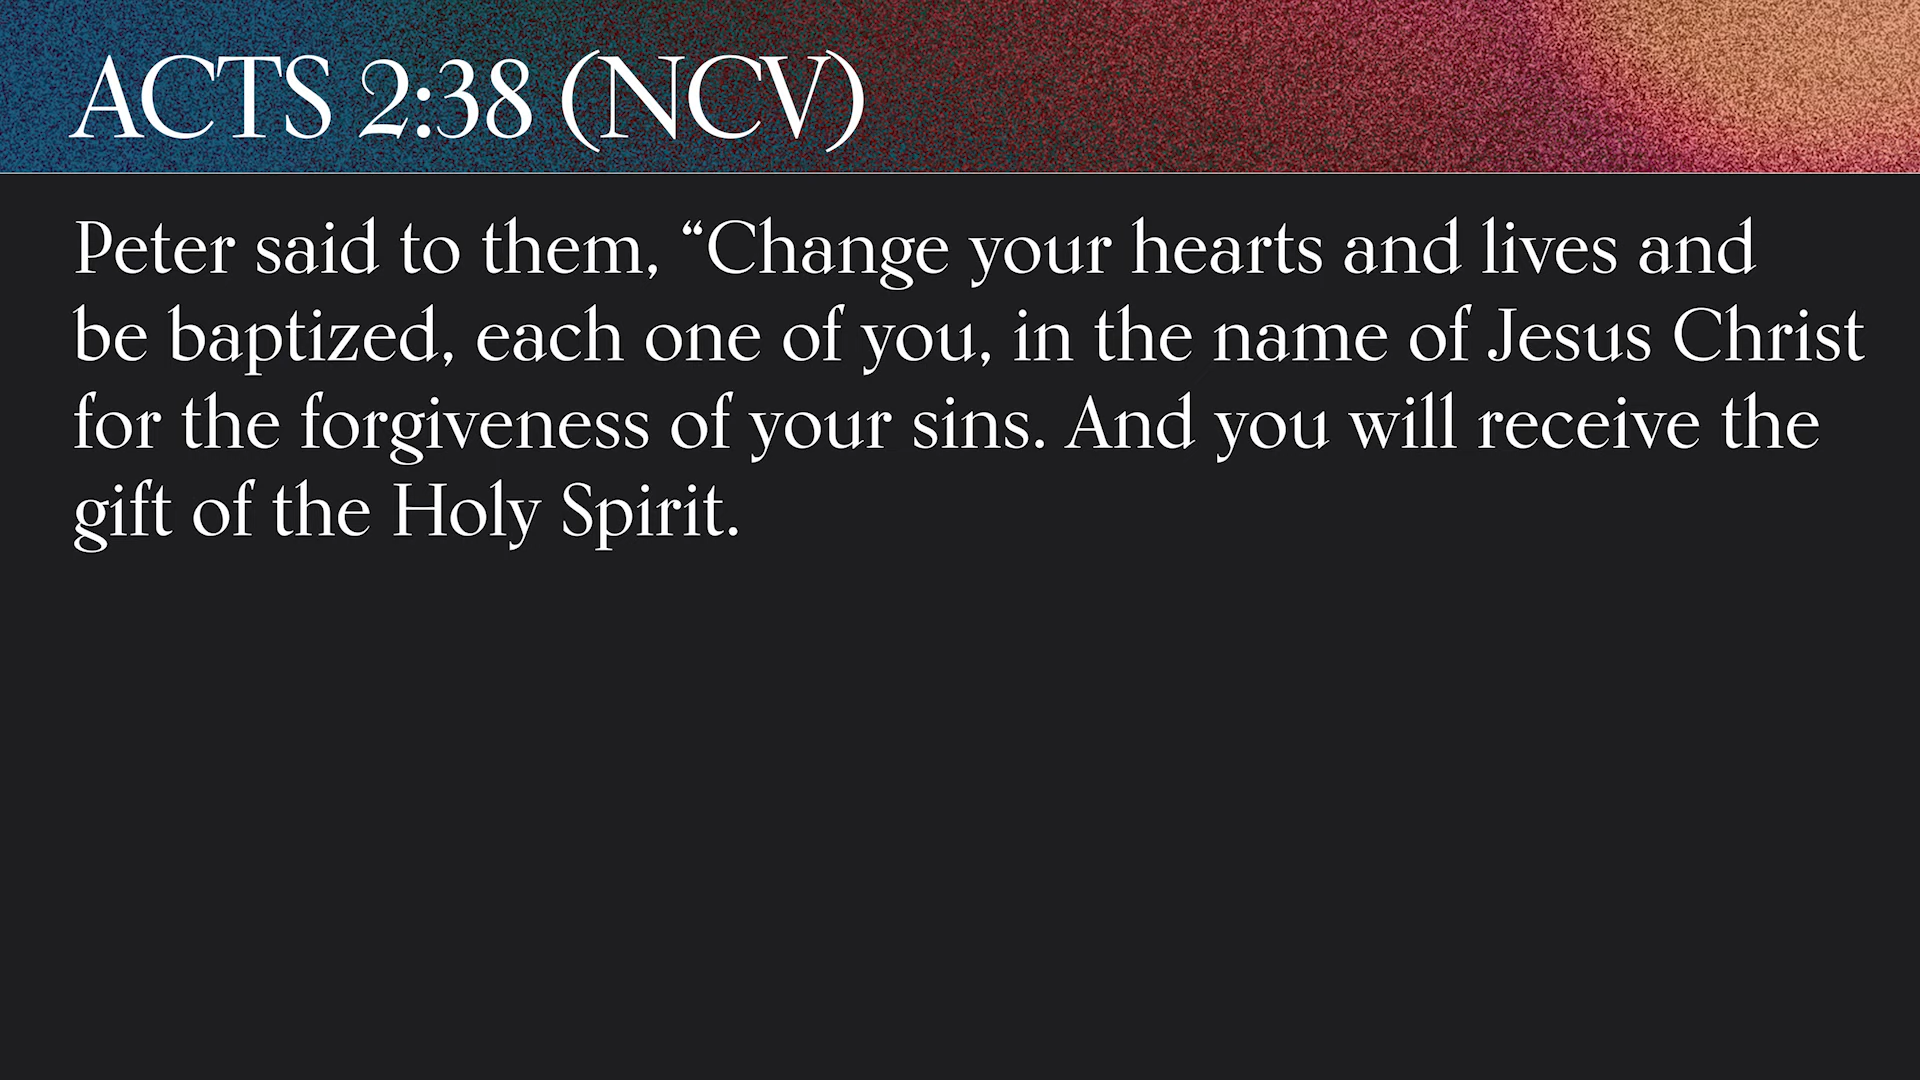 ACTS 2:38 (NCV)
Peter said to them, “Change your hearts and lives and
be baptized, each one of you, in the name of Jesus Christ
for the forgiveness of your sins. And you will receive the
gift of the Holy Spirit.